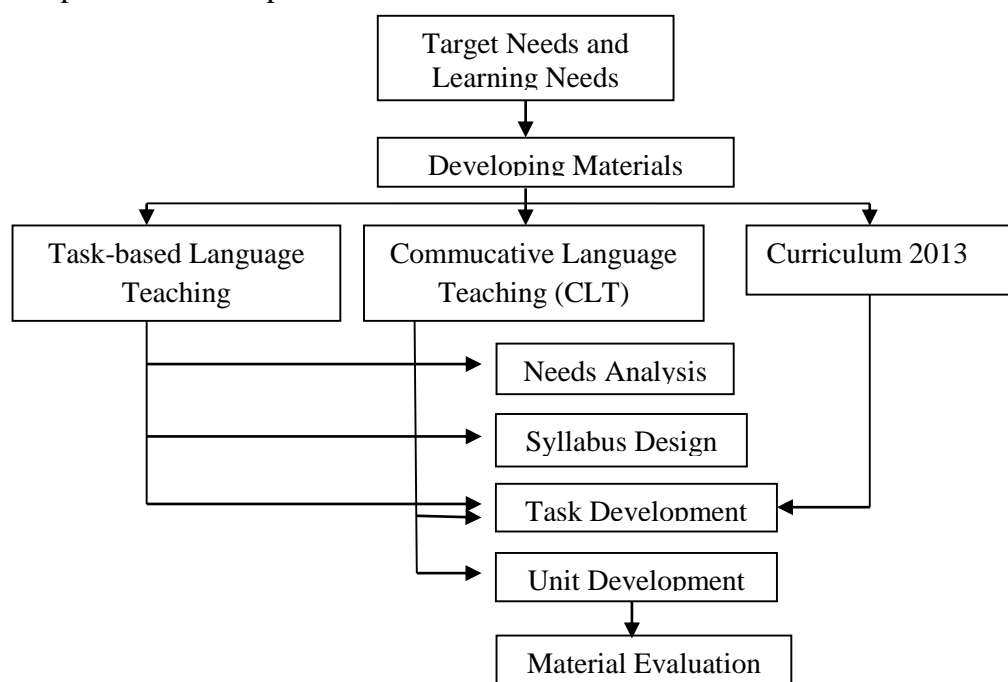 Target Needs and
Learning Needs
Developing Materials
Task-based Language
Teaching
Commucative Language
Teaching (CLT)
Curriculum 2013
Needs Analysis
Syllabus Design
Task Development
Unit Development
Material Evaluation